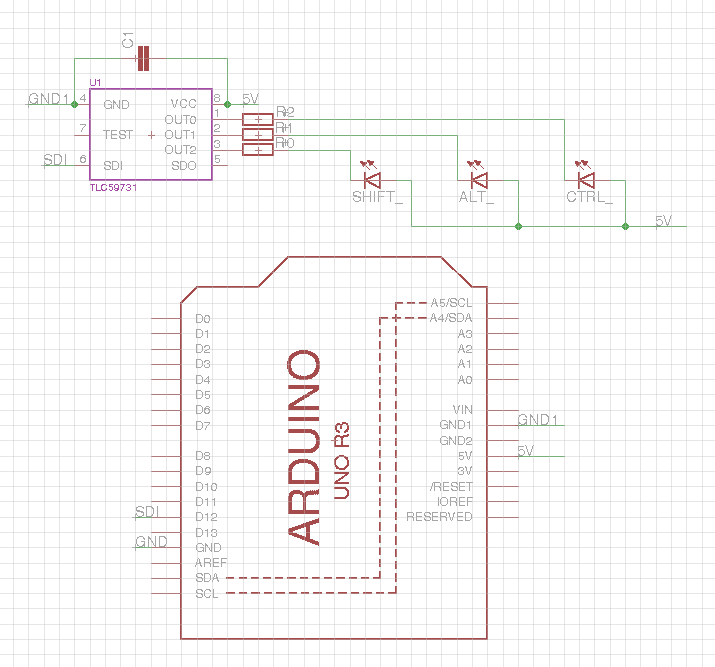 C1
U1
GND1 4 GND VCC 8 5V
OUT0 1 R2
7 TEST OUT1 2 R1
OUT2 3 R0
SDI 6 SDI SDO 5
TLC59731
SHIFT_ ALT_ CTRL_
5V
A5/SCL
D0 A4/SDA
D1 A3
D2 A2
D3 A1
D4 A0
D5
D6 VIN
D7 GND1 GND1
GND2
D8 5V 5V
D9 3V
D10 /RESET
D11 IOREF
SDI D12 RESERVED
D13
GND GND
AREF
SDA
SCL
ARDUINO
UNO R3